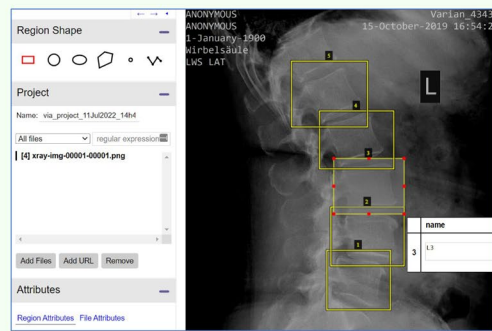 Region Shape
Project
Name: via_project_11Jul2022_14h4
All files
regular expression
[4] xray-img-00001-00001.png
Add Files
Add URL
Remove
Attributes
Region Attributes
File Attributes
ANONYMOUS
ANONYMOUS
1-January-1900
Wirbelsäule
LWS LAT
Varian_4343
15-October-2019 16:54:2
L
5
4
3
2
1
name
3
L3